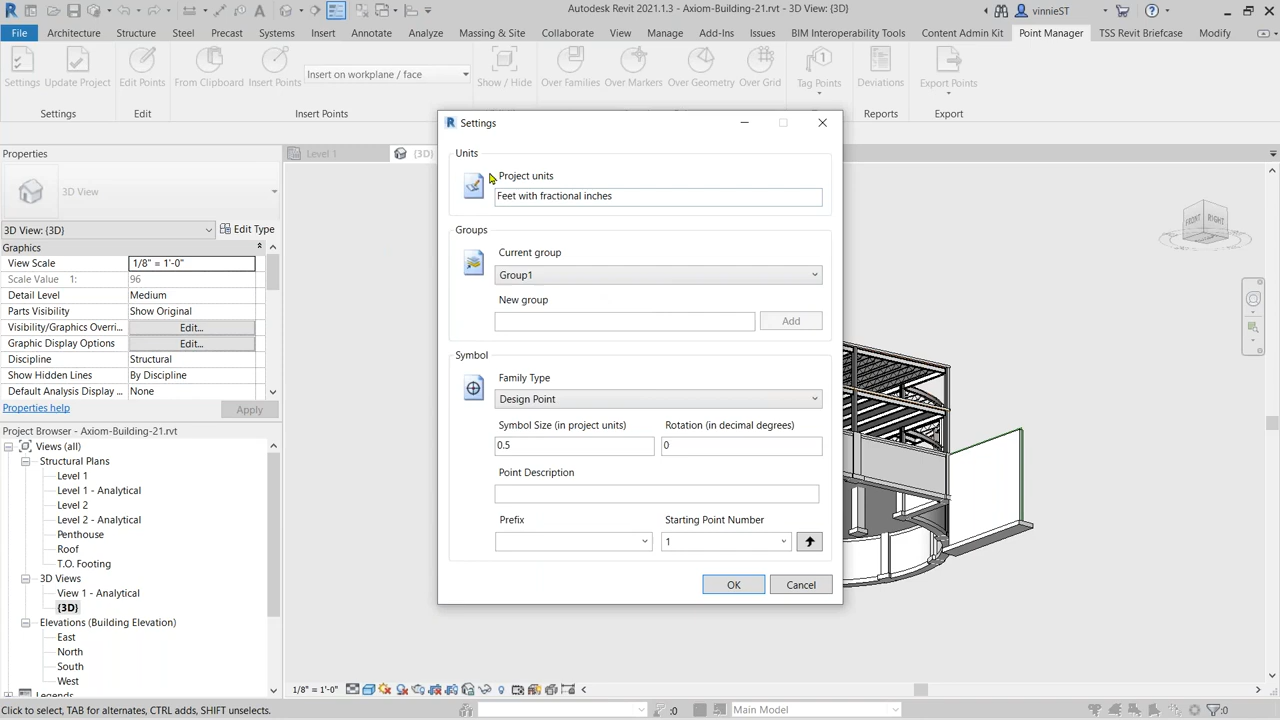 Autodesk Revit 2021.1.3 - Axiom-Building-21.rvt - 3D View: {3D}
vinnieST
File Architecture Structure Steel Precast Systems Insert Annotate Analyze Massing & Site Collaborate View Manage Add-Ins Issues BIM Interoperability Tools Content Admin Kit Point Manager TSS Revit Briefcase Modify
Insert on workplane / face
Settings Update Project Edit Points From Clipboard Insert Points Show / Hide Over Families Over Markers Over Geometry Over Grid Tag Points Deviations Export Points
Settings Edit Insert Points Reports Export
Properties
Level 1
{3D}
3D View
3D View: {3D}
Edit Type
Graphics
View Scale 1/8" = 1'-0"
Scale Value 1: 96
Detail Level Medium
Parts Visibility Show Original
Visibility/Graphics Overri... Edit...
Graphic Display Options Edit...
Discipline Structural
Show Hidden Lines By Discipline
Default Analysis Display ... None
Properties help
Apply
Project Browser - Axiom-Building-21.rvt
Views (all)
Structural Plans
Level 1
Level 1 - Analytical
Level 2
Level 2 - Analytical
Penthouse
Roof
T.O. Footing
3D Views
View 1 - Analytical
{3D}
Elevations (Building Elevation)
East
North
South
West
Legends
Settings
Units
Project units
Feet with fractional inches
Groups
Current group
Group1
New group
Add
Symbol
Family Type
Design Point
Symbol Size (in project units) Rotation (in decimal degrees)
0.5 0
Point Description
Prefix Starting Point Number
1
OK Cancel
FRONT RIGHT
1/8" = 1'-0"
Click to select, TAB for alternates, CTRL adds, SHIFT unselects.
:0
Main Model
:0